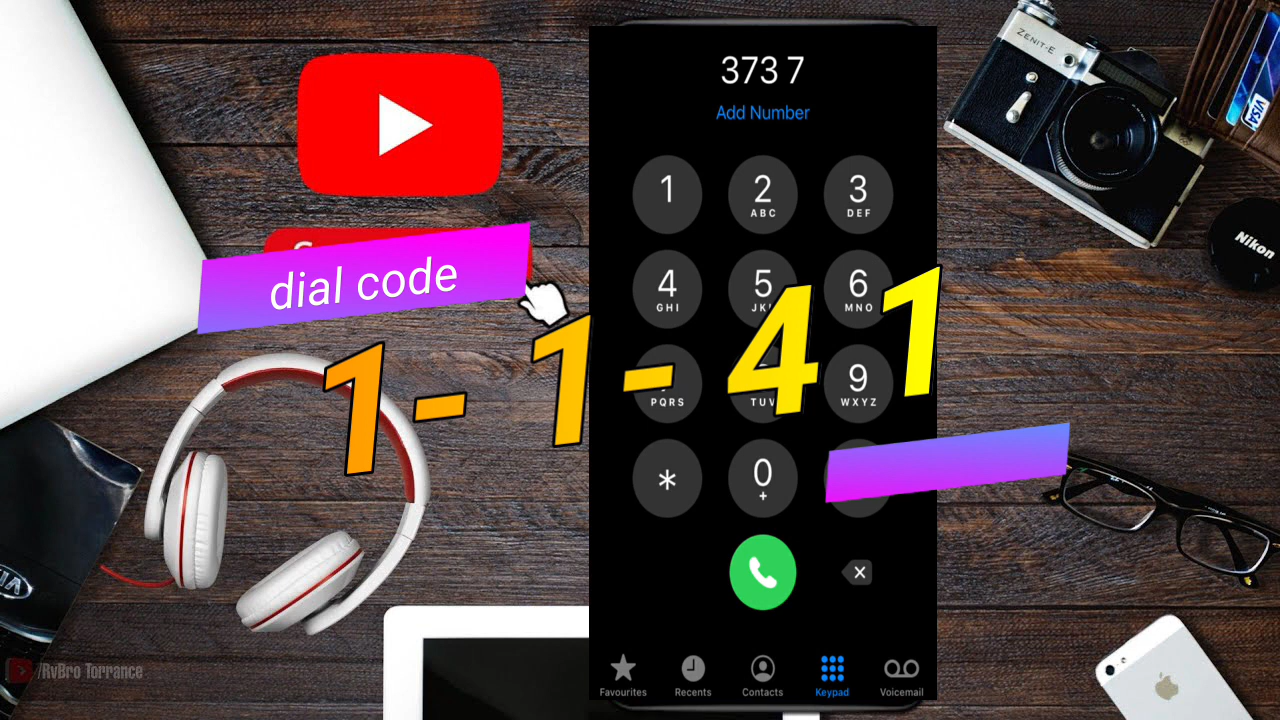 373 7
Add Number
1
2
ABC
3
DEF
4
GHI
5
6
MNO
PQRS
TUV
9
WXYZ
*
0
+
dial code
1- 1- 41
Favourites
Recents
Contacts
Keypad
Voicemail
ZENIT-E
VISA
Nikon
/RvBro Torrance